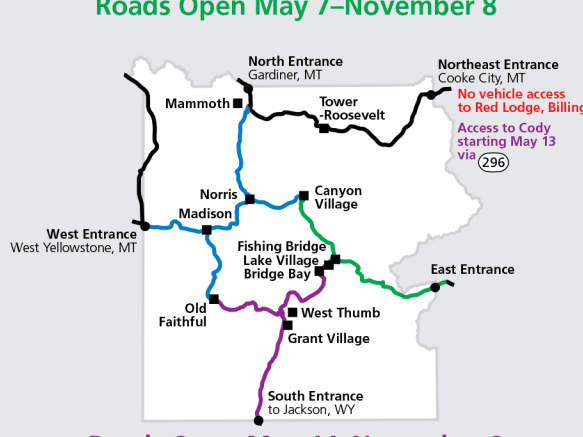 Roads Open May 7–November 8
North Entrance
Gardiner, MT
Northeast Entrance
Cooke City, MT
No vehicle access
to Red Lodge, Billing
Mammoth
Tower
-Roosevelt
Access to Cody
starting May 13
via 296
Norris
Canyon
Village
Madison
West Entrance
West Yellowstone, MT
Fishing Bridge
Lake Village
Bridge Bay
East Entrance
Old
Faithful
West Thumb
Grant Village
South Entrance
to Jackson, WY